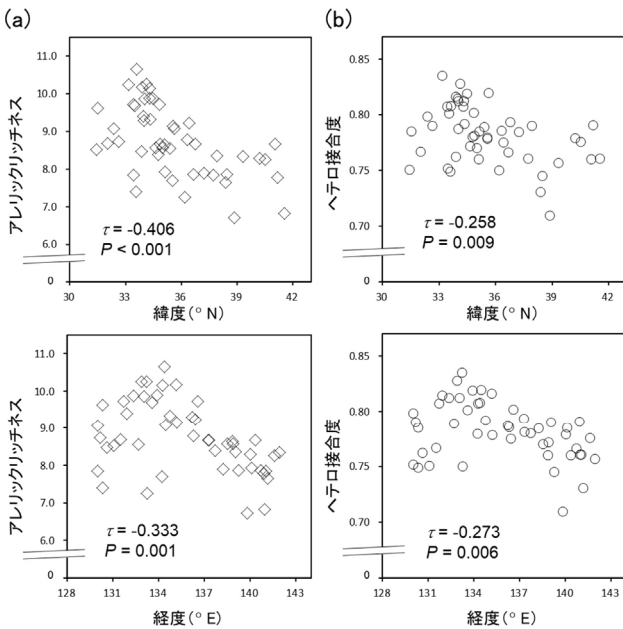 (a)
アレリックリッチネス
11.0
10.0
9.0
8.0
7.0
6.0
0
τ = -0.406
P < 0.001
30
33
36
39
42
緯度(° N)
(b)
ヘテロ接合度
0.85
0.80
0.75
0.70
0
τ = -0.258
P = 0.009
30
33
36
39
42
緯度(° N)
アレリックリッチネス
11.0
10.0
9.0
8.0
7.0
6.0
0
τ = -0.333
P = 0.001
128
131
134
137
140
143
経度(° E)
ヘテロ接合度
0.85
0.80
0.75
0.70
0
τ = -0.273
P = 0.006
128
131
134
137
140
143
経度(° E)